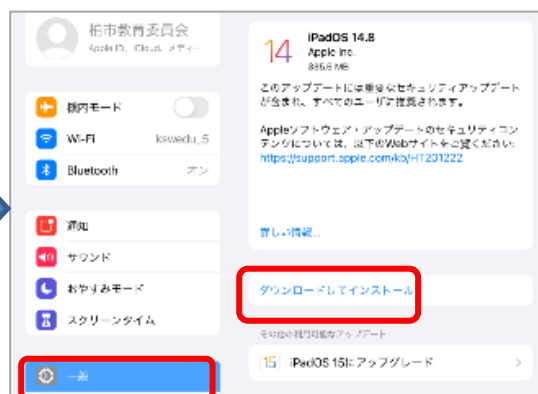 柏市教育委員会
Apple ID、iCloud、メディ…
機内モード
Wi-Fi
kswedu_5
Bluetooth
オン
通知
サウンド
おやすみモード
スクリーンタイム
一般
14
iPadOS 14.8
Apple Inc.
385.6 MB
このアップデートには重要なセキュリティアップデート
が含まれ、すべてのユーザに推奨されます。
Appleソフトウェア・アップデートのセキュリティコン
テンツについては、以下のWebサイトをご覧ください:
https://support.apple.com/kb/HT201222
詳しい情報...
ダウンロードしてインストール
その他の利用可能なアップデート
15
iPadOS 15にアップグレード